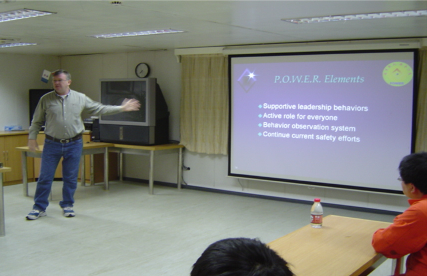 P.O.W.E.R. Elements
Supportive leadership behaviors
Active role for everyone
Behavior observation system
Continue current safety efforts